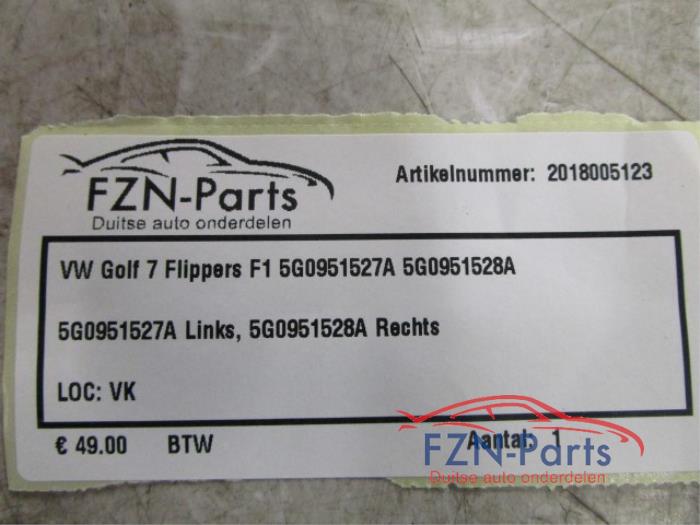 FZN-Parts
Duitse auto onderdelen
Artikelnummer: 2018005123
VW Golf 7 Flippers F1 5G0951527A 5G0951528A
5G0951527A Links, 5G0951528A Rechts
LOC: VK
€ 49.00 BTW Aantal: 1
FZN-Parts
Duitse auto onderdelen